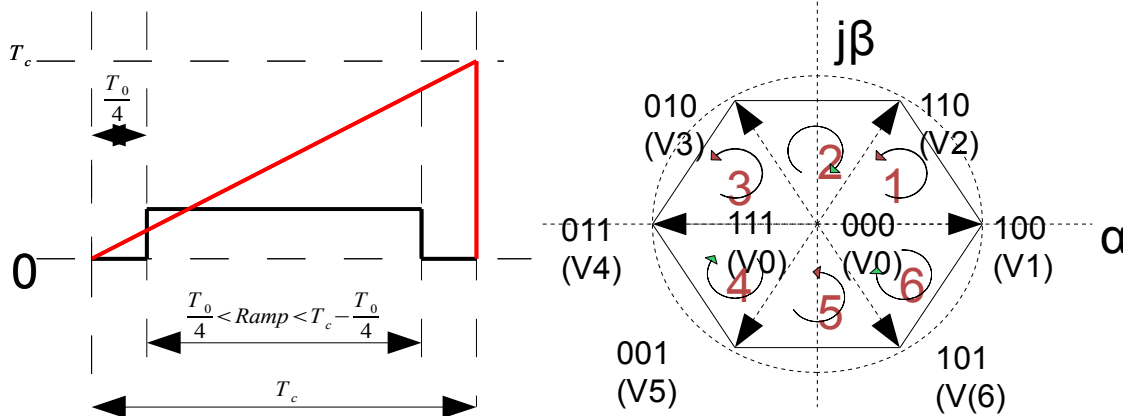 T_c
T_0
4
0
T_0/4 < Ramp < T_c − T_0/4
T_c
jβ
α
010
(V3)
110
(V2)
2
3
1
011
(V4)
111
(V0)
000
(V0)
100
(V1)
4
5
6
001
(V5)
101
(V(6)